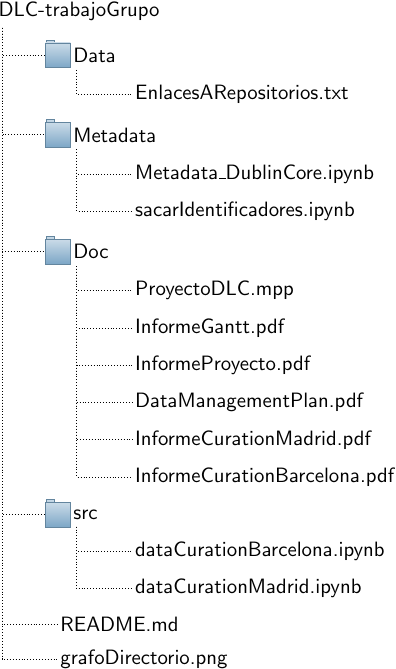 DLC-trabajoGrupo
Data
EnlacesARepositorios.txt
Metadata
Metadata_DublinCore.ipynb
sacarIdentificadores.ipynb
Doc
ProyectoDLC.mpp
InformeGantt.pdf
InformeProyecto.pdf
DataManagementPlan.pdf
InformeCurationMadrid.pdf
InformeCurationBarcelona.pdf
src
dataCurationBarcelona.ipynb
dataCurationMadrid.ipynb
README.md
grafoDirectorio.png